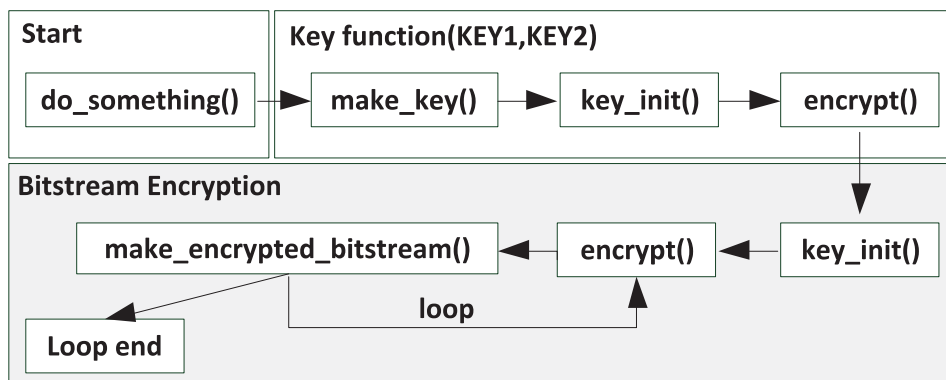 Start
Key function(KEY1,KEY2)
do_something()
make_key()
key_init()
encrypt()
Bitstream Encryption
make_encrypted_bitstream()
encrypt()
key_init()
loop
Loop end